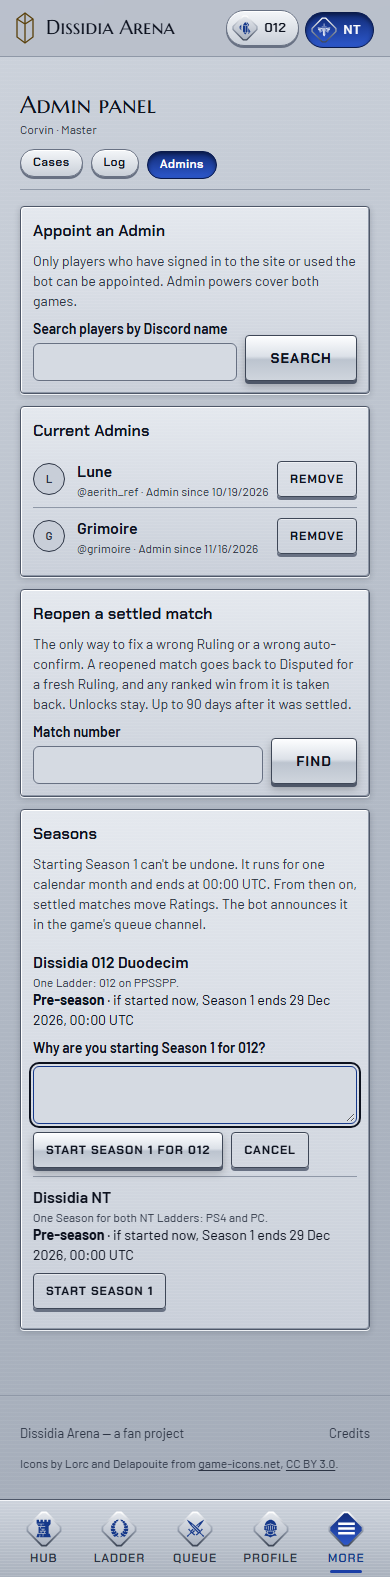 Dissidia Arena
012
NT
Admin panel
Corvin · Master
Cases
Log
Admins
Appoint an Admin
Only players who have signed in to the site or used the
bot can be appointed. Admin powers cover both
games.
Search players by Discord name
SEARCH
Current Admins
L
Lune
@aerith_ref · Admin since 10/19/2026
REMOVE
G
Grimoire
@grimoire · Admin since 11/16/2026
REMOVE
Reopen a settled match
The only way to fix a wrong Ruling or a wrong auto-
confirm. A reopened match goes back to Disputed for
a fresh Ruling, and any ranked win from it is taken
back. Unlocks stay. Up to 90 days after it was settled.
Match number
FIND
Seasons
Starting Season 1 can't be undone. It runs for one
calendar month and ends at 00:00 UTC. From then on,
settled matches move Ratings. The bot announces it
in the game's queue channel.
Dissidia 012 Duodecim
One Ladder: 012 on PPSSPP.
Pre-season · if started now, Season 1 ends 29 Dec
2026, 00:00 UTC
Why are you starting Season 1 for 012?
START SEASON 1 FOR 012
CANCEL
Dissidia NT
One Season for both NT Ladders: PS4 and PC.
Pre-season · if started now, Season 1 ends 29 Dec
2026, 00:00 UTC
START SEASON 1
Dissidia Arena — a fan project
Credits
Icons by Lorc and Delapouite from game-icons.net, CC BY 3.0.
HUB
LADDER
QUEUE
PROFILE
MORE